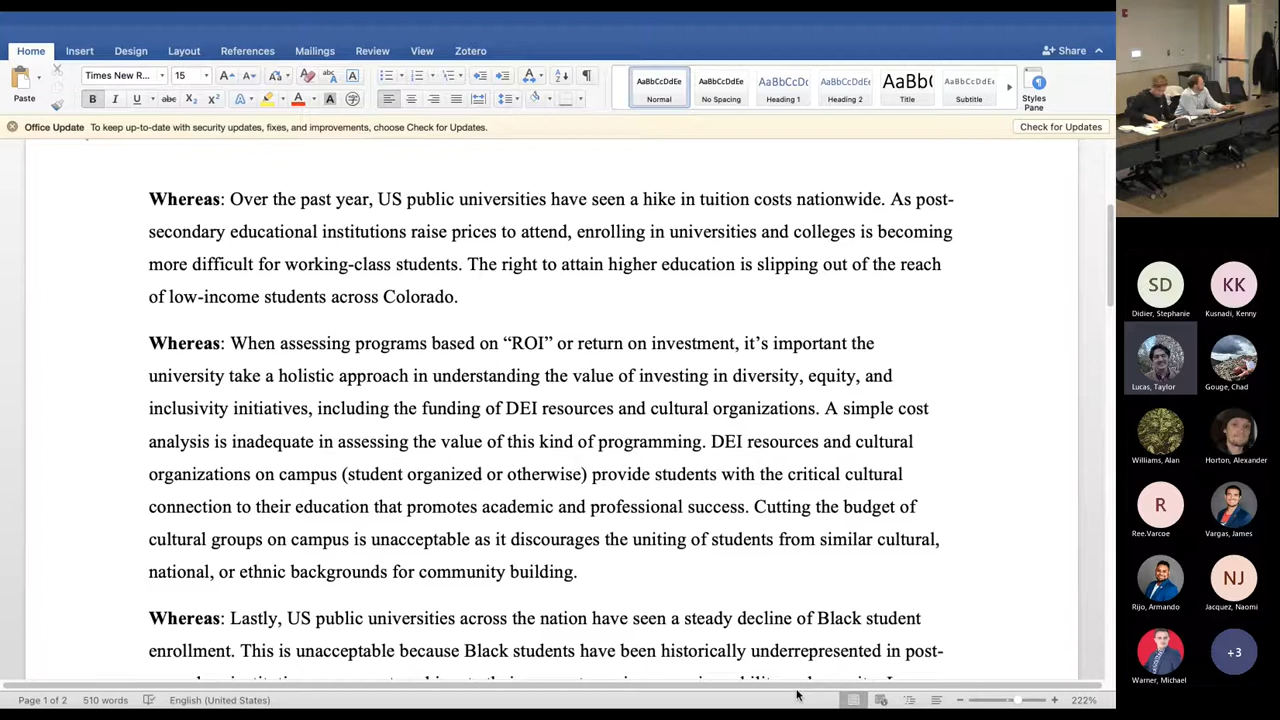 Home Insert Design Layout References Mailings Review View Zotero Share
Times New R... 15
Paste
AaBbCcDdEe AaBbCcDdEe AaBbCcDc AaBbCcDdEe AaBb( AaBbCcDdEe
Normal No Spacing Heading 1 Heading 2 Title Subtitle Styles Pane
Office Update To keep up-to-date with security updates, fixes, and improvements, choose Check for Updates. Check for Updates
Whereas: Over the past year, US public universities have seen a hike in tuition costs nationwide. As post-
secondary educational institutions raise prices to attend, enrolling in universities and colleges is becoming
more difficult for working-class students. The right to attain higher education is slipping out of the reach
of low-income students across Colorado.
Whereas: When assessing programs based on “ROI” or return on investment, it’s important the
university take a holistic approach in understanding the value of investing in diversity, equity, and
inclusivity initiatives, including the funding of DEI resources and cultural organizations. A simple cost
analysis is inadequate in assessing the value of this kind of programming. DEI resources and cultural
organizations on campus (student organized or otherwise) provide students with the critical cultural
connection to their education that promotes academic and professional success. Cutting the budget of
cultural groups on campus is unacceptable as it discourages the uniting of students from similar cultural,
national, or ethnic backgrounds for community building.
Whereas: Lastly, US public universities across the nation have seen a steady decline of Black student
enrollment. This is unacceptable because Black students have been historically underrepresented in post-
Page 1 of 2 510 words English (United States) 222%
SD KK
Didier, Stephanie Kusnadi, Kenny
Lucas, Taylor Gouge, Chad
Williams, Alan Horton, Alexander
R
Ree.Varcoe Vargas, James
NJ
Rijo, Armando Jacquez, Naomi
+3
Warner, Michael